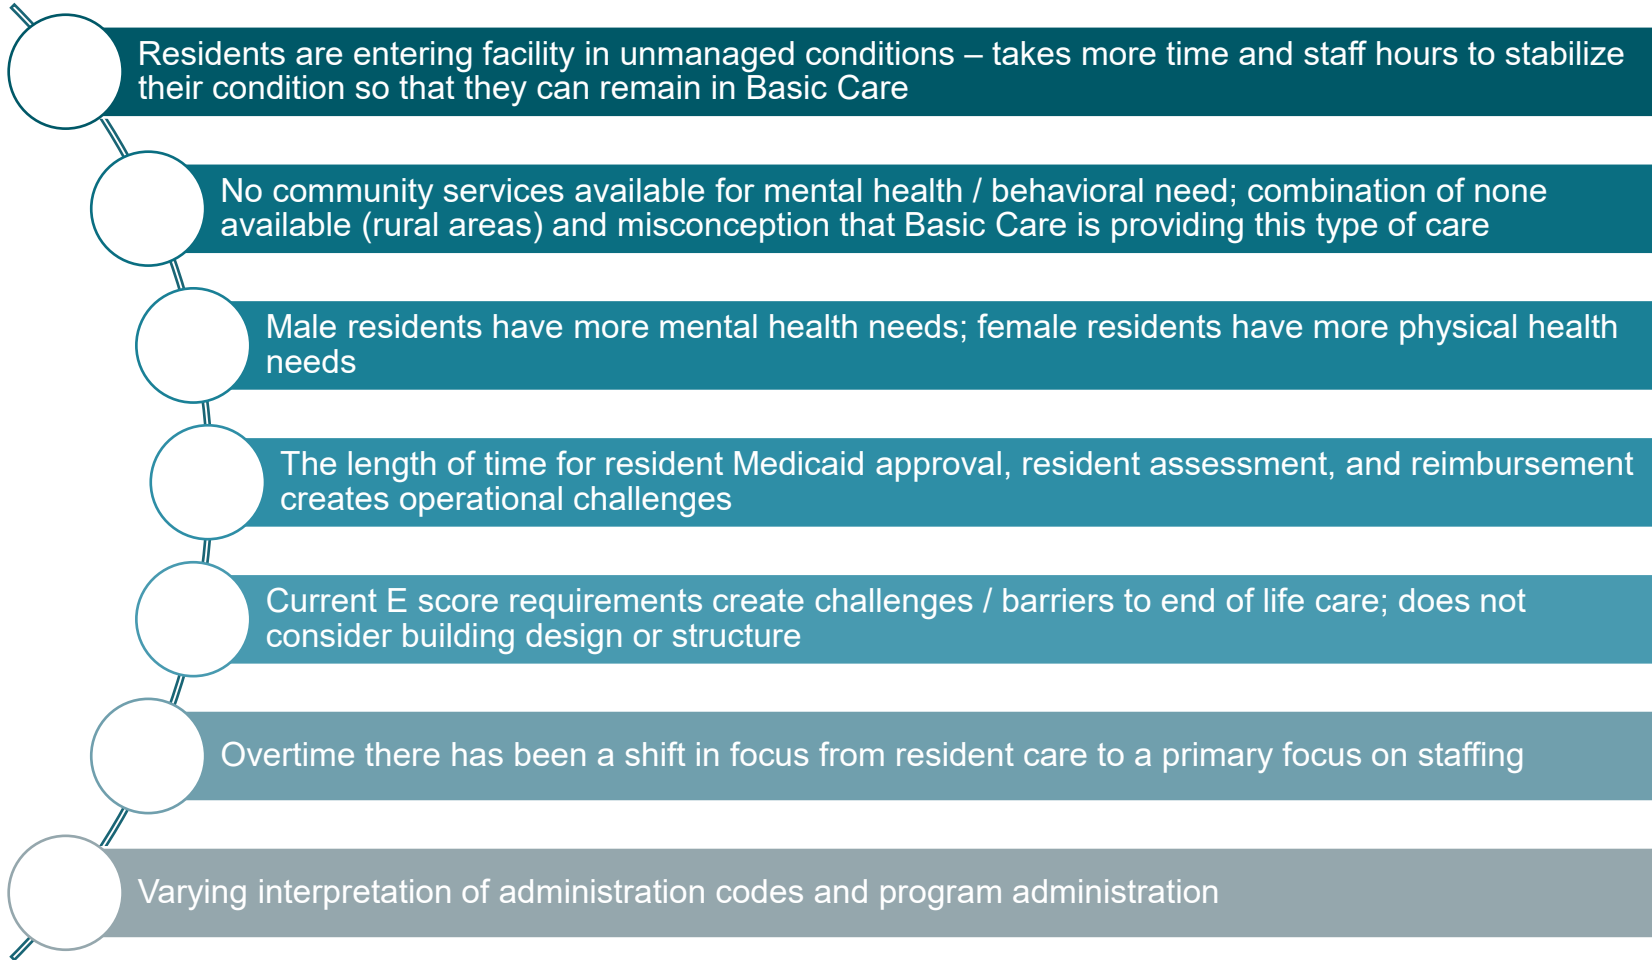 Residents are entering facility in unmanaged conditions – takes more time and staff hours to stabilize
their condition so that they can remain in Basic Care
No community services available for mental health / behavioral need; combination of none
available (rural areas) and misconception that Basic Care is providing this type of care
Male residents have more mental health needs; female residents have more physical health
needs
The length of time for resident Medicaid approval, resident assessment, and reimbursement
creates operational challenges
Current E score requirements create challenges / barriers to end of life care; does not
consider building design or structure
Overtime there has been a shift in focus from resident care to a primary focus on staffing
Varying interpretation of administration codes and program administration